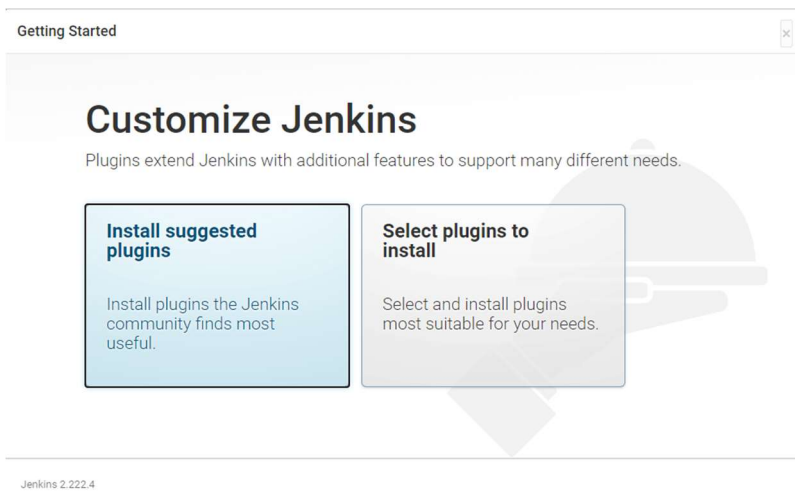 Getting Started
×
Customize Jenkins
Plugins extend Jenkins with additional features to support many different needs.
Install suggested
plugins
Install plugins the Jenkins
community finds most
useful.
Select plugins to
install
Select and install plugins
most suitable for your needs.
Jenkins 2.222.4